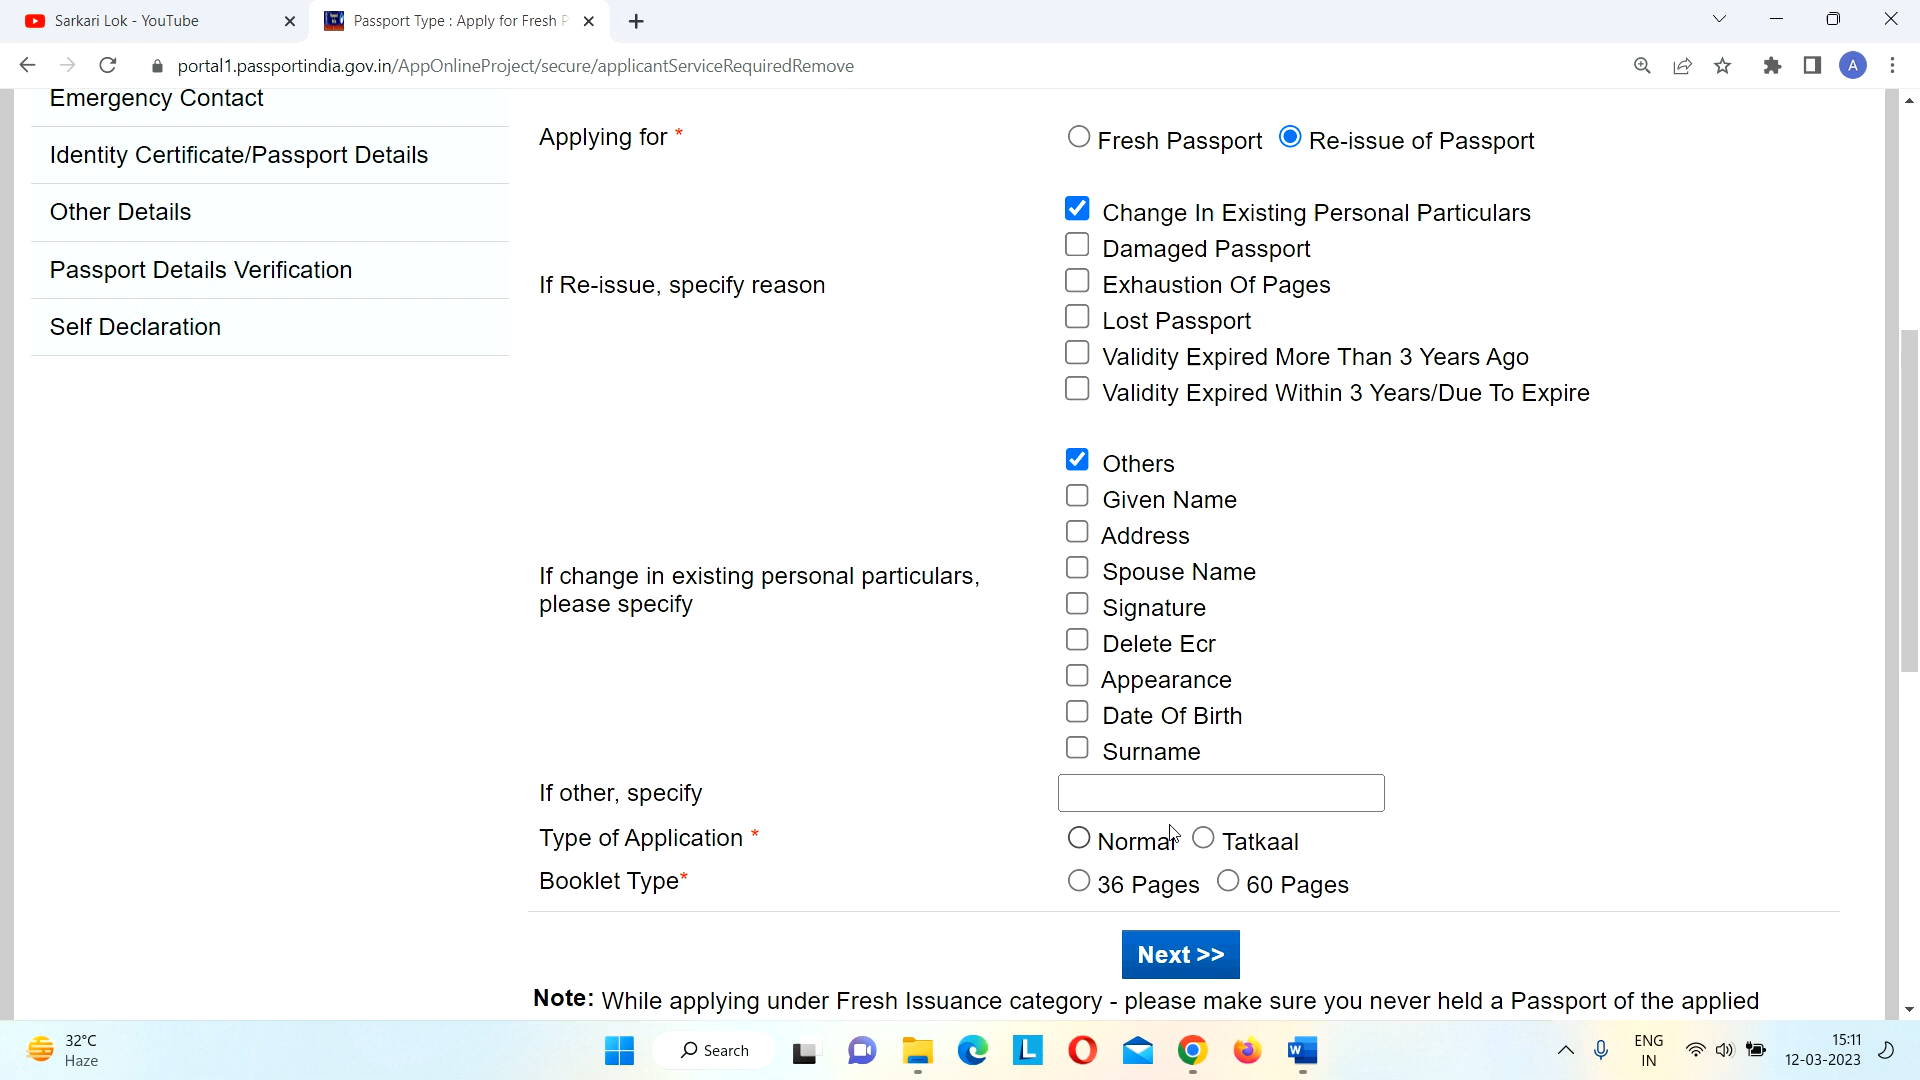 Sarkari Lok - YouTube
Passport Type : Apply for Fresh P
portal1.passportindia.gov.in/AppOnlineProject/secure/applicantServiceRequiredRemove
A
Emergency Contact
Identity Certificate/Passport Details
Other Details
Passport Details Verification
Self Declaration
Applying for *
Fresh Passport Re-issue of Passport
If Re-issue, specify reason
Change In Existing Personal Particulars
Damaged Passport
Exhaustion Of Pages
Lost Passport
Validity Expired More Than 3 Years Ago
Validity Expired Within 3 Years/Due To Expire
If change in existing personal particulars,
please specify
Others
Given Name
Address
Spouse Name
Signature
Delete Ecr
Appearance
Date Of Birth
Surname
If other, specify
Type of Application *
Normal Tatkaal
Booklet Type*
36 Pages 60 Pages
Next >>
Note: While applying under Fresh Issuance category - please make sure you never held a Passport of the applied
32°C
Haze
Search
L
W
ENG
IN
15:11
12-03-2023